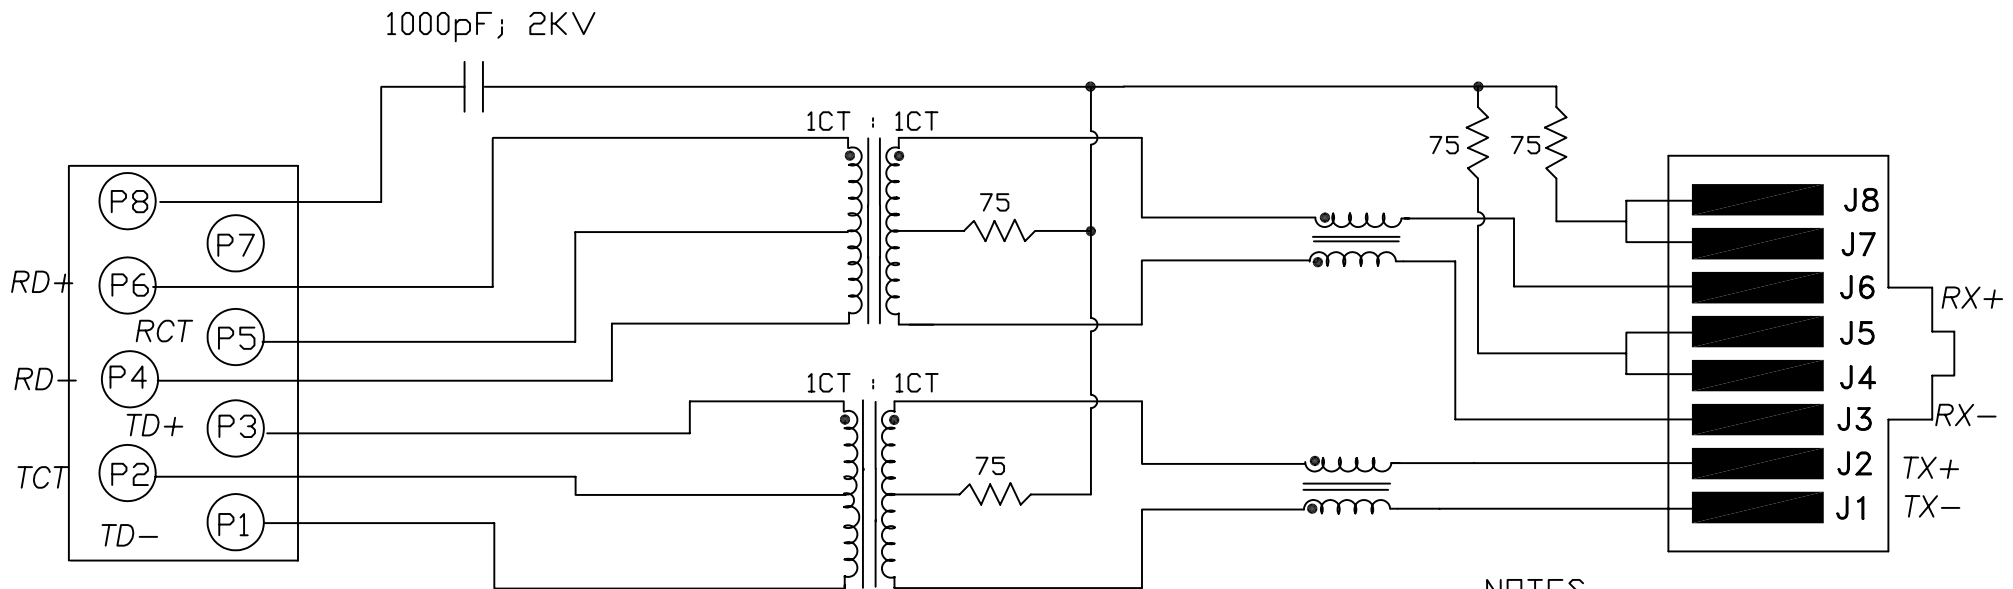 1000pF; 2KV
1CT : 1CT
75
75
75
P8
P7
RD+
P6
RCT
P5
RD-
P4
TD+
P3
TCT
P2
TD-
P1
1CT : 1CT
75
J8
J7
J6
RX+
J5
J4
J3
RX-
J2
TX+
J1
TX-
NOTES